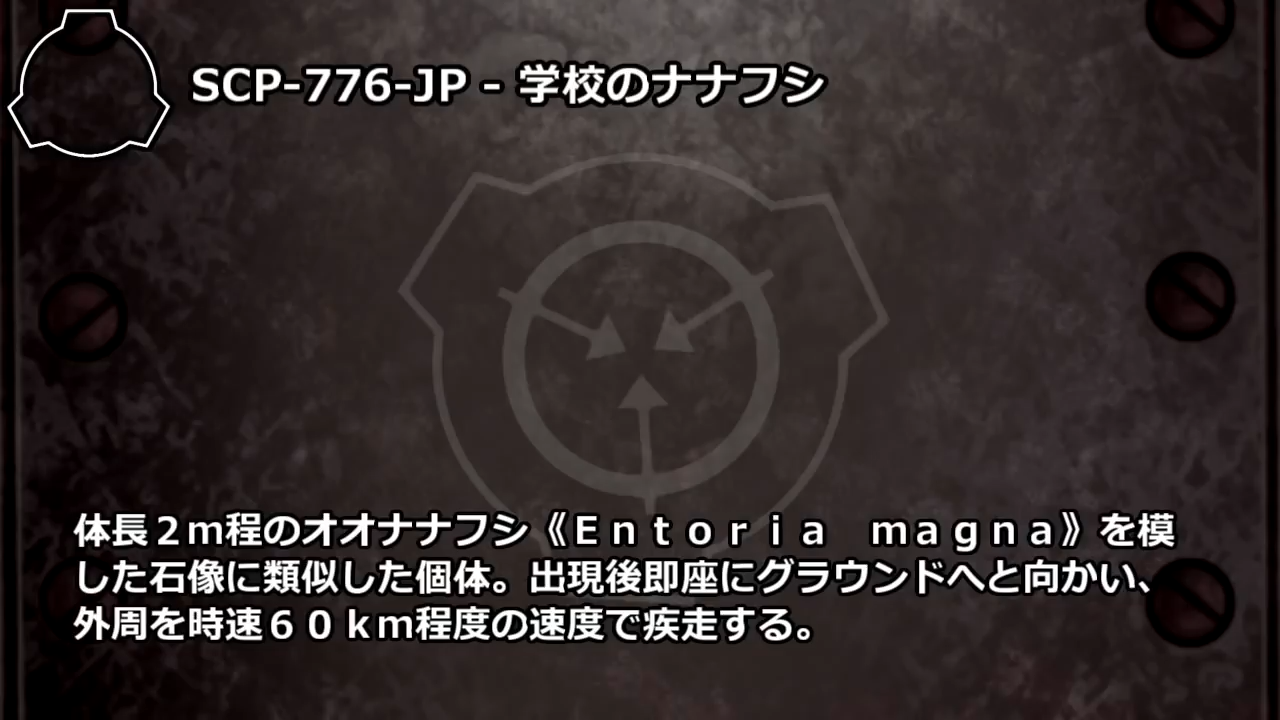 SCP-776-JP - 学校のナナフシ
体長２ｍ程のオオナナフシ《Ｅｎｔｏｒｉａ　ｍａｇｎａ》を模
した石像に類似した個体。出現後即座にグラウンドへと向かい、
外周を時速６０ｋｍ程度の速度で疾走する。